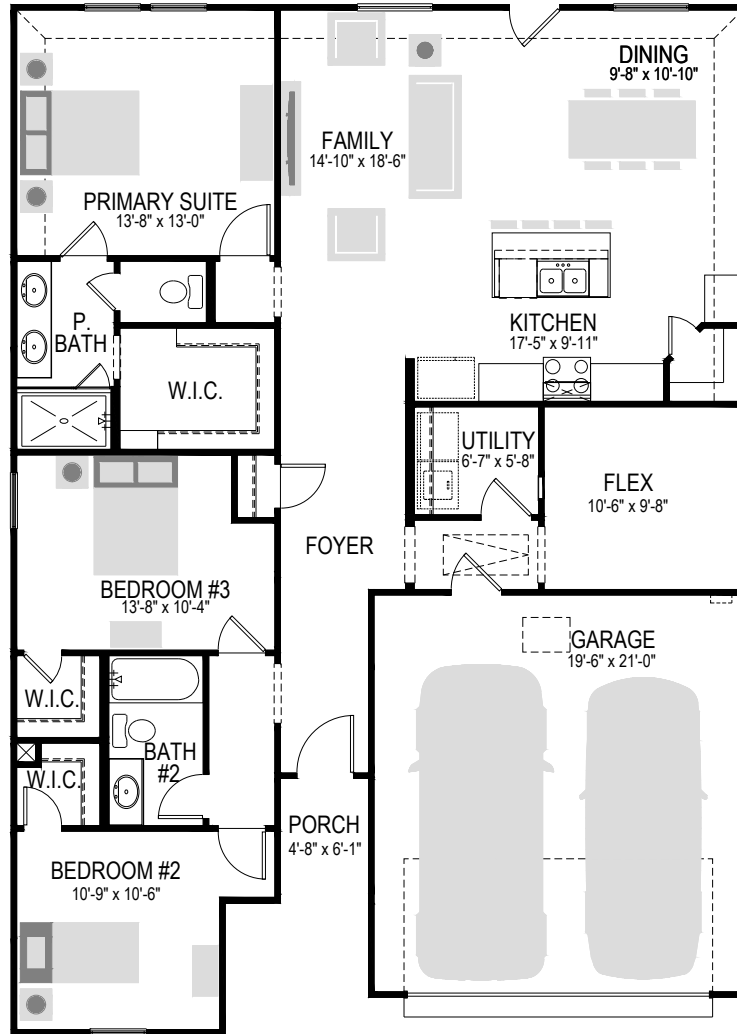 DINING
9'-8" x 10'-10"
FAMILY
14'-10" x 18'-6"
PRIMARY SUITE
13'-8" x 13'-0"
P.
BATH
KITCHEN
17'-5" x 9'-11"
W.I.C.
UTILITY
6'-7" x 5'-8"
FLEX
10'-6" x 9'-8"
FOYER
BEDROOM #3
13'-8" x 10'-4"
GARAGE
19'-6" x 21'-0"
W.I.C.
BATH
#2
W.I.C.
PORCH
4'-8" x 6'-1"
BEDROOM #2
10'-9" x 10'-6"